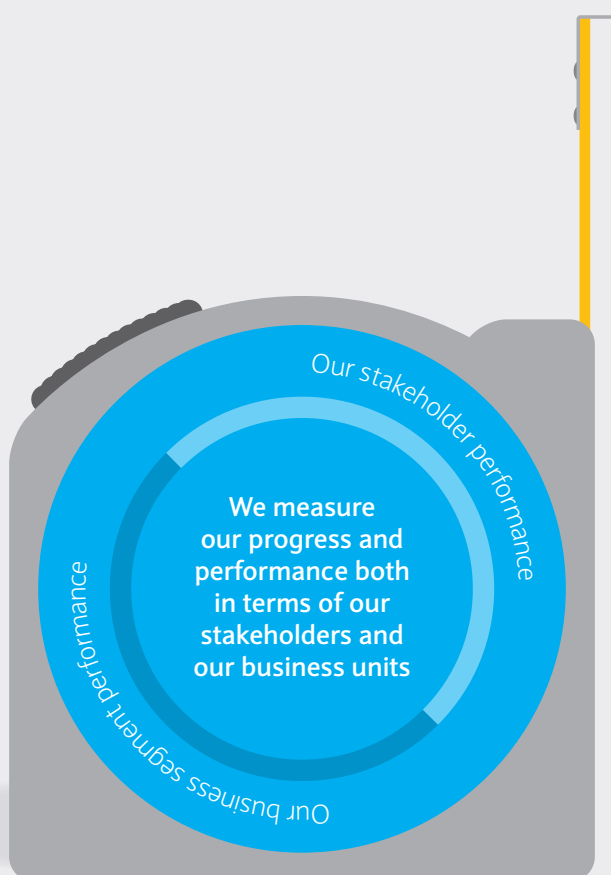 Our stakeholder performance
We measure
our progress and
performance both
in terms of our
stakeholders and
our business units
Our business segment performance